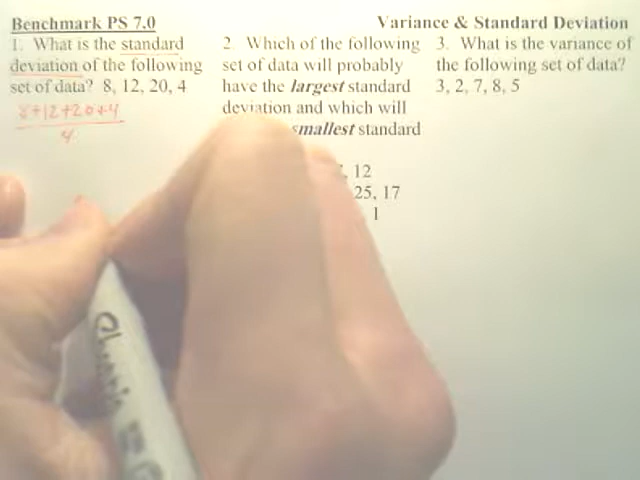 Benchmark PS 7.0
Variance & Standard Deviation
1. What is the standard
deviation of the following
set of data? 8, 12, 20, 4
8+12+20+4
4
2. Which of the following
set of data will probably
have the largest standard
deviation and which will
smallest standard
, 12
25, 17
1
3. What is the variance of
the following set of data?
3, 2, 7, 8, 5